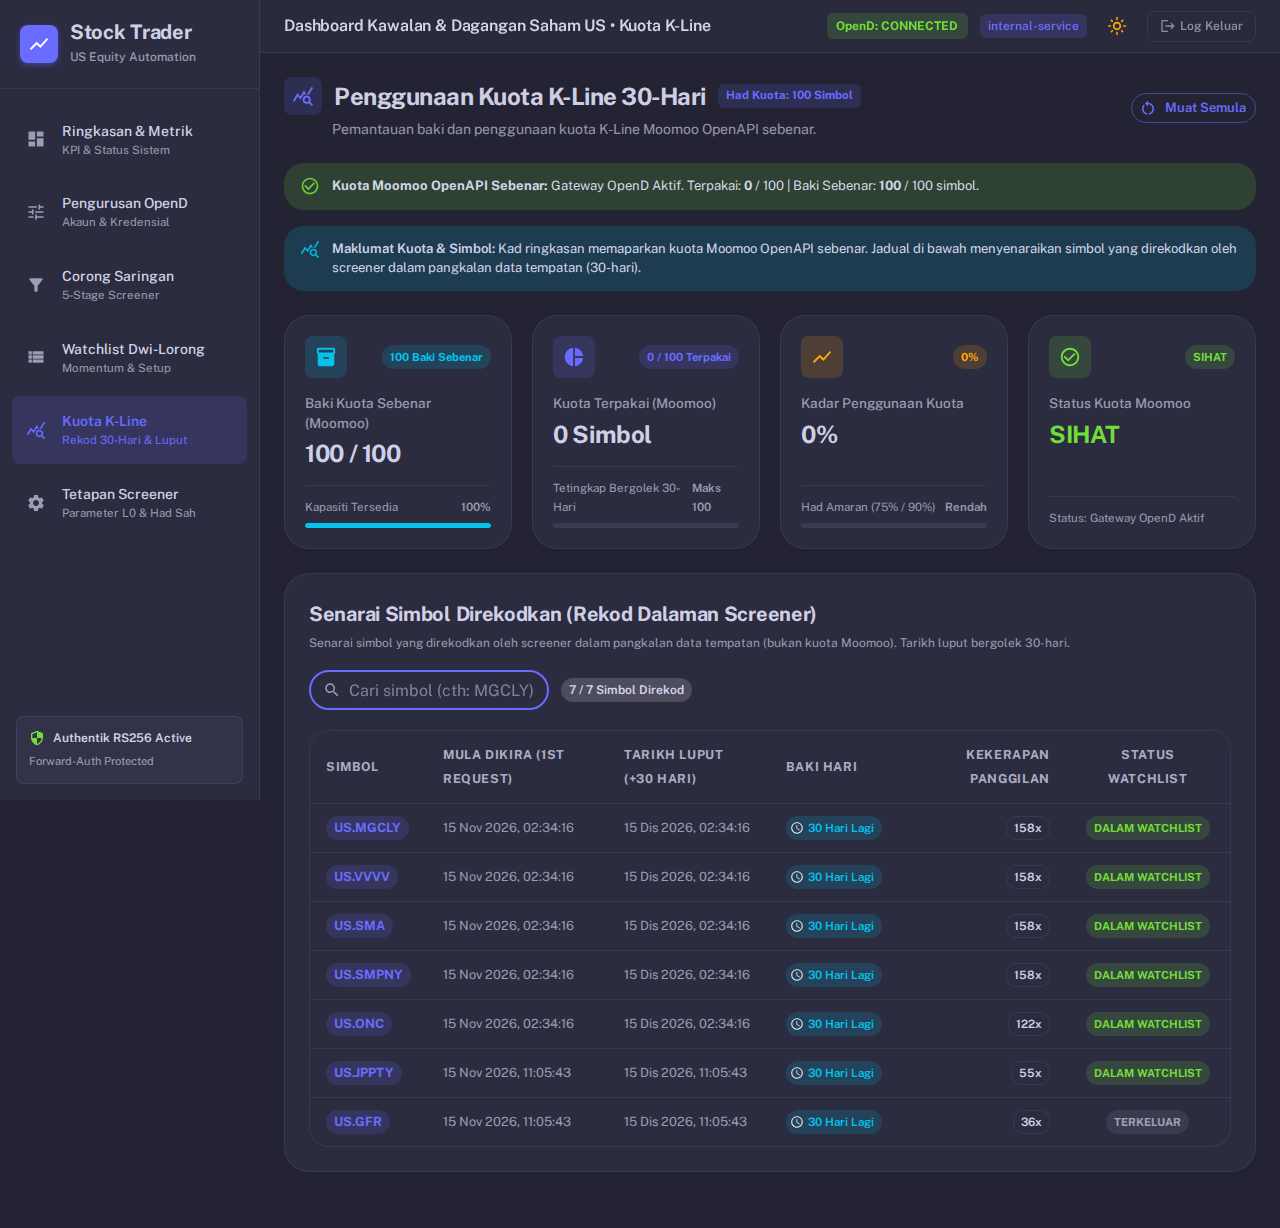 Stock Trader
US Equity Automation
Ringkasan & Metrik
KPI & Status Sistem
Pengurusan OpenD
Akaun & Kredensial
Corong Saringan
5-Stage Screener
Watchlist Dwi-Lorong
Momentum & Setup
Kuota K-Line
Rekod 30-Hari & Luput
Tetapan Screener
Parameter L0 & Had Sah
Authentik RS256 Active
Forward-Auth Protected
Dashboard Kawalan & Dagangan Saham US • Kuota K-Line
OpenD: CONNECTED
internal-service
Log Keluar
Penggunaan Kuota K-Line 30-Hari
Had Kuota: 100 Simbol
Pemantauan baki dan penggunaan kuota K-Line Moomoo OpenAPI sebenar.
Muat Semula
Kuota Moomoo OpenAPI Sebenar: Gateway OpenD Aktif. Terpakai: 0 / 100 | Baki Sebenar: 100 / 100 simbol.
Maklumat Kuota & Simbol: Kad ringkasan memaparkan kuota Moomoo OpenAPI sebenar. Jadual di bawah menyenaraikan simbol yang direkodkan oleh
screener dalam pangkalan data tempatan (30-hari).
100 Baki Sebenar
Baki Kuota Sebenar
(Moomoo)
100 / 100
Kapasiti Tersedia 100%
0 / 100 Terpakai
Kuota Terpakai (Moomoo)
0 Simbol
Tetingkap Bergolek 30- Maks
Hari 100
0%
Kadar Penggunaan Kuota
0%
Had Amaran (75% / 90%) Rendah
SIHAT
Status Kuota Moomoo
SIHAT
Status: Gateway OpenD Aktif
Senarai Simbol Direkodkan (Rekod Dalaman Screener)
Senarai simbol yang direkodkan oleh screener dalam pangkalan data tempatan (bukan kuota Moomoo). Tarikh luput bergolek 30-hari.
Cari simbol (cth: MGCLY)
7 / 7 Simbol Direkod
SIMBOL MULA DIKIRA (1ST TARIKH LUPUT BAKI HARI KEKERAPAN STATUS
REQUEST) (+30 HARI) PANGGILAN WATCHLIST
US.MGCLY 15 Nov 2026, 02:34:16 15 Dis 2026, 02:34:16 30 Hari Lagi 158x DALAM WATCHLIST
US.VVVV 15 Nov 2026, 02:34:16 15 Dis 2026, 02:34:16 30 Hari Lagi 158x DALAM WATCHLIST
US.SMA 15 Nov 2026, 02:34:16 15 Dis 2026, 02:34:16 30 Hari Lagi 158x DALAM WATCHLIST
US.SMPNY 15 Nov 2026, 02:34:16 15 Dis 2026, 02:34:16 30 Hari Lagi 158x DALAM WATCHLIST
US.ONC 15 Nov 2026, 02:34:16 15 Dis 2026, 02:34:16 30 Hari Lagi 122x DALAM WATCHLIST
US.JPPTY 15 Nov 2026, 11:05:43 15 Dis 2026, 11:05:43 30 Hari Lagi 55x DALAM WATCHLIST
US.GFR 15 Nov 2026, 11:05:43 15 Dis 2026, 11:05:43 30 Hari Lagi 36x TERKELUAR